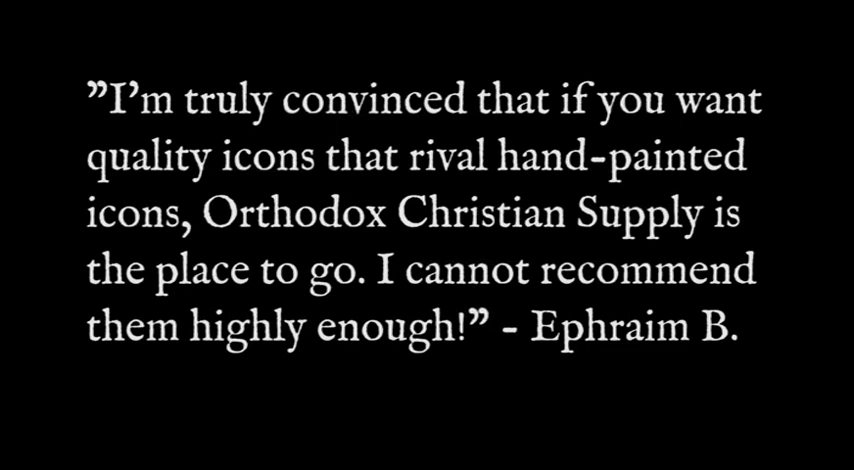 ”I’m truly convinced that if you want
quality icons that rival hand-painted
icons, Orthodox Christian Supply is
the place to go. I cannot recommend
them highly enough!” - Ephraim B.